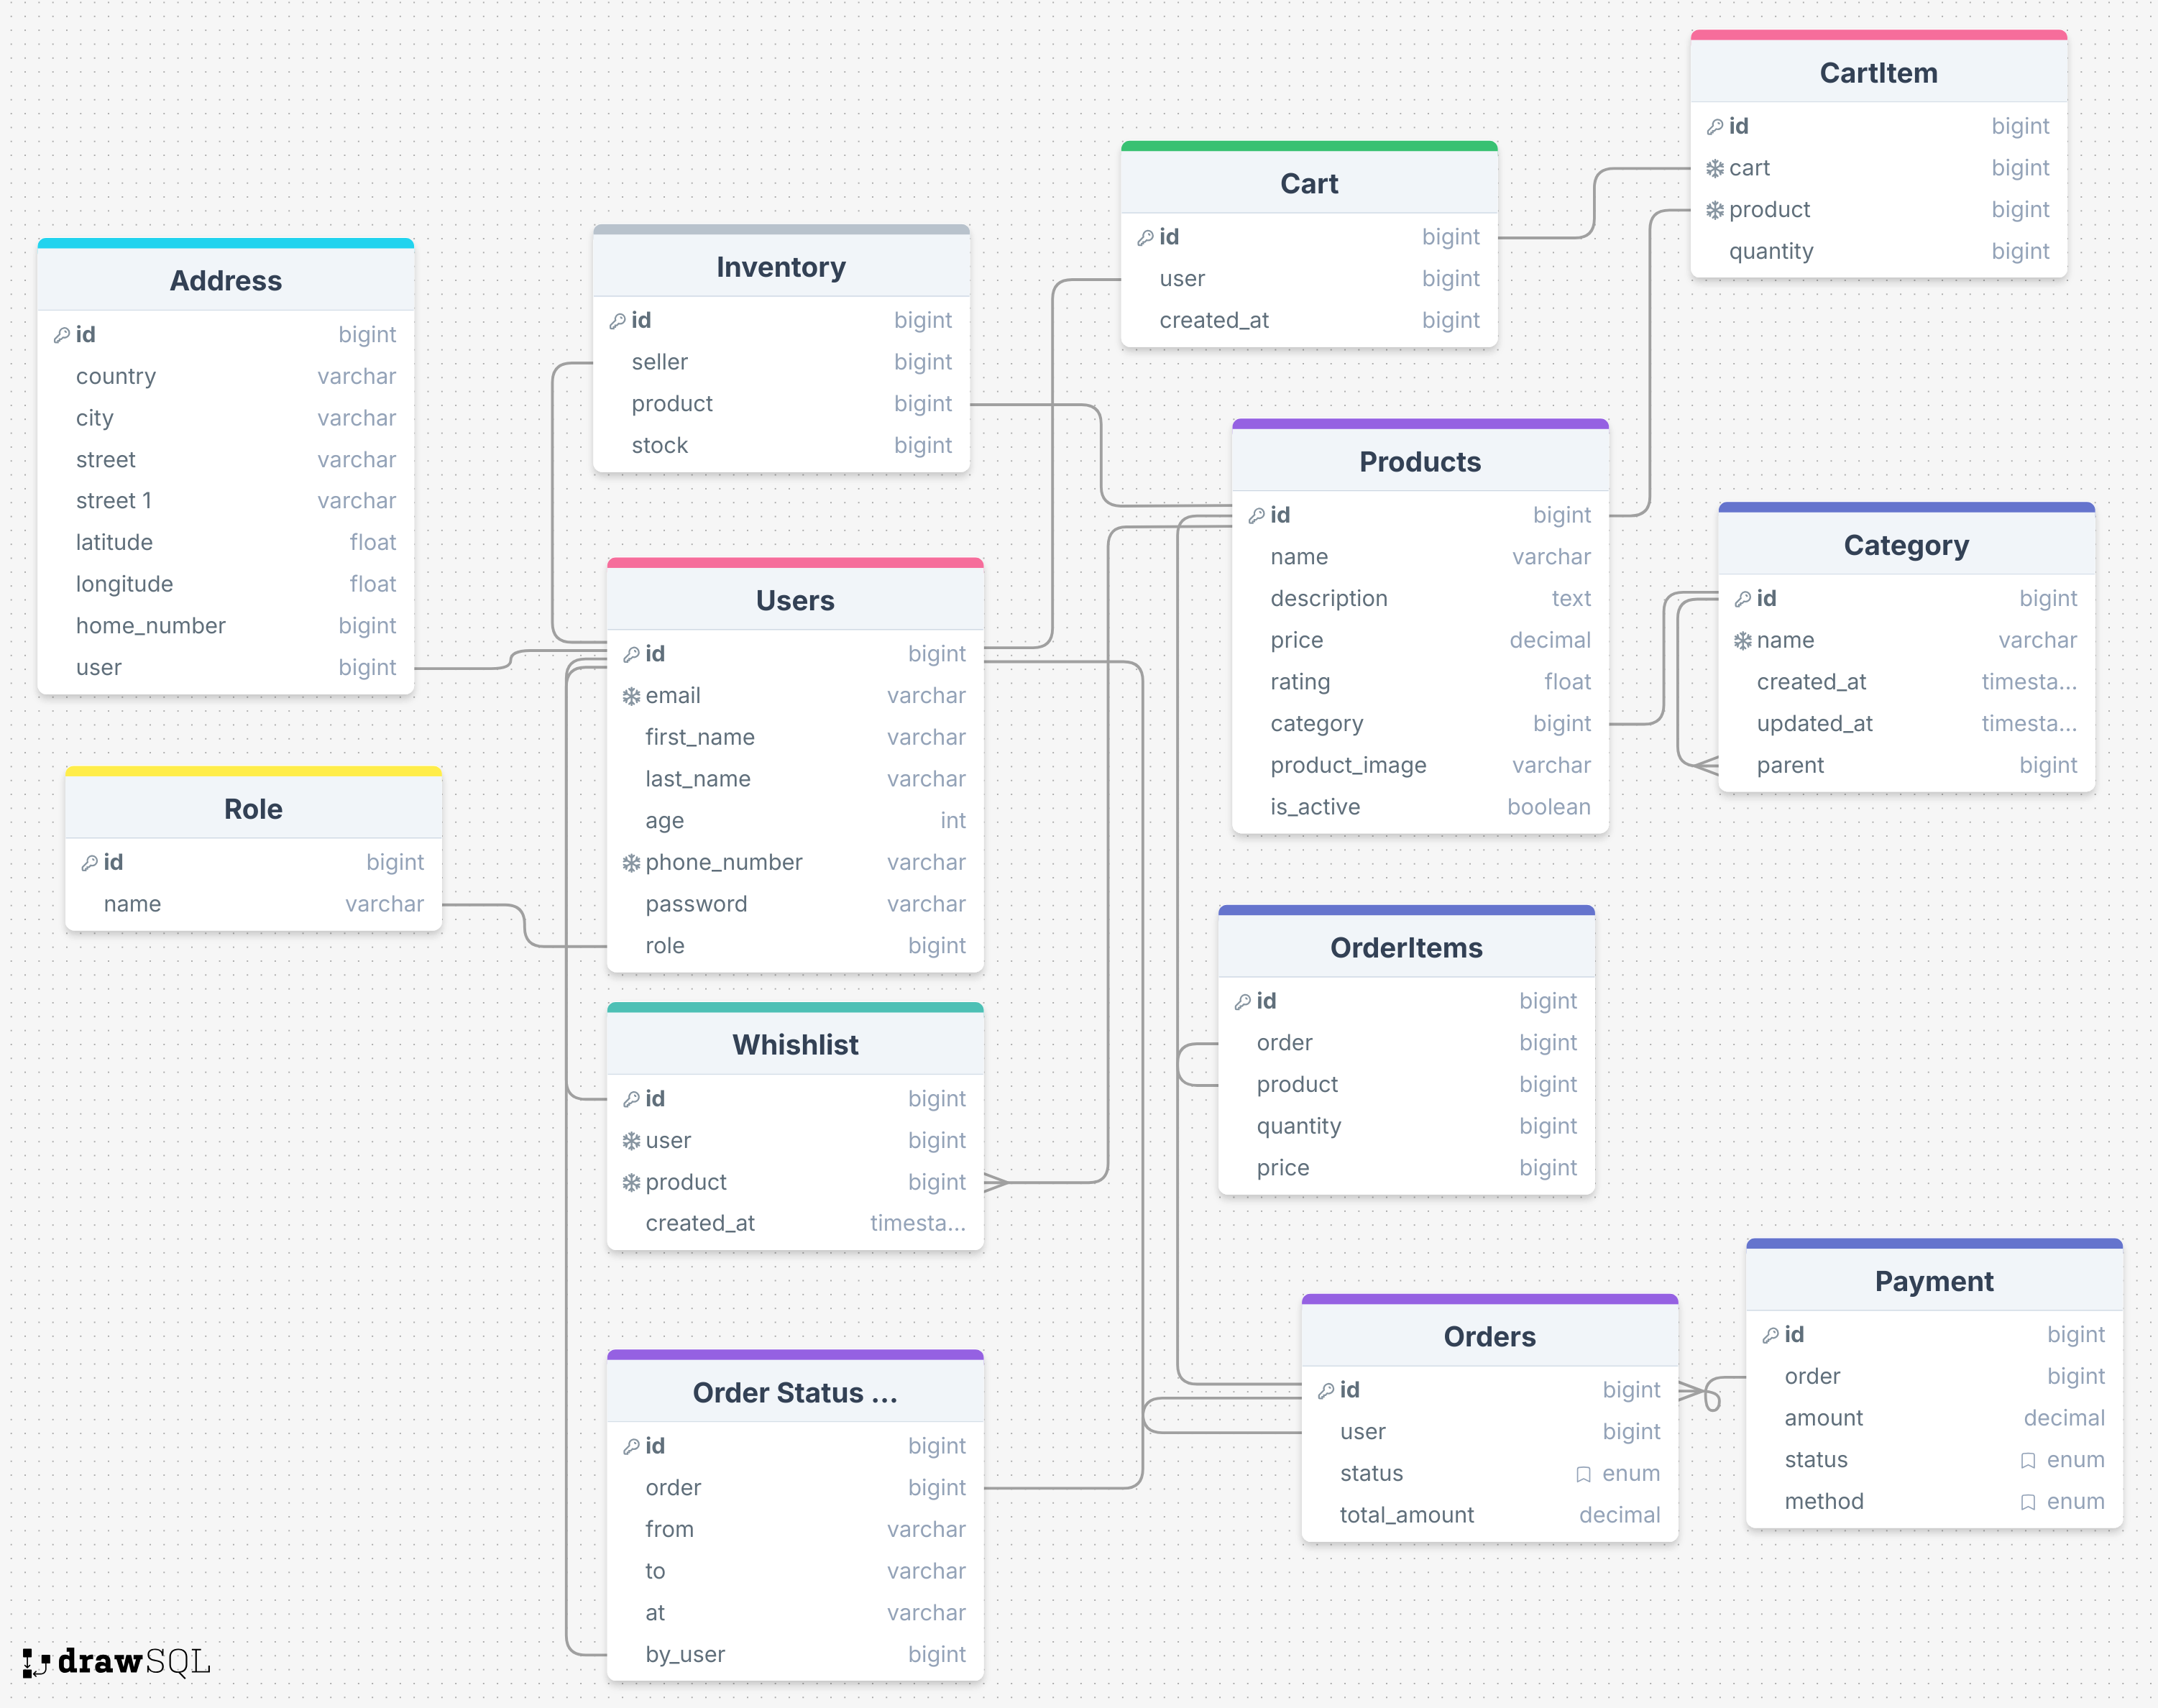 CartItem
id bigint
cart bigint
product bigint
quantity bigint
Cart
id bigint
user bigint
created_at bigint
Inventory
id bigint
seller bigint
product bigint
stock bigint
Address
id bigint
country varchar
city varchar
street varchar
street 1 varchar
latitude float
longitude float
home_number bigint
user bigint
Products
id bigint
name varchar
description text
price decimal
rating float
category bigint
product_image varchar
is_active boolean
Category
id bigint
name varchar
created_at timesta...
updated_at timesta...
parent bigint
Users
id bigint
email varchar
first_name varchar
last_name varchar
age int
phone_number varchar
password varchar
role bigint
Role
id bigint
name varchar
OrderItems
id bigint
order bigint
product bigint
quantity bigint
price bigint
Whishlist
id bigint
user bigint
product bigint
created_at timesta...
Payment
id bigint
order bigint
amount decimal
status enum
method enum
Orders
id bigint
user bigint
status enum
total_amount decimal
Order Status ...
id bigint
order bigint
from varchar
to varchar
at varchar
by_user bigint
drawSQL